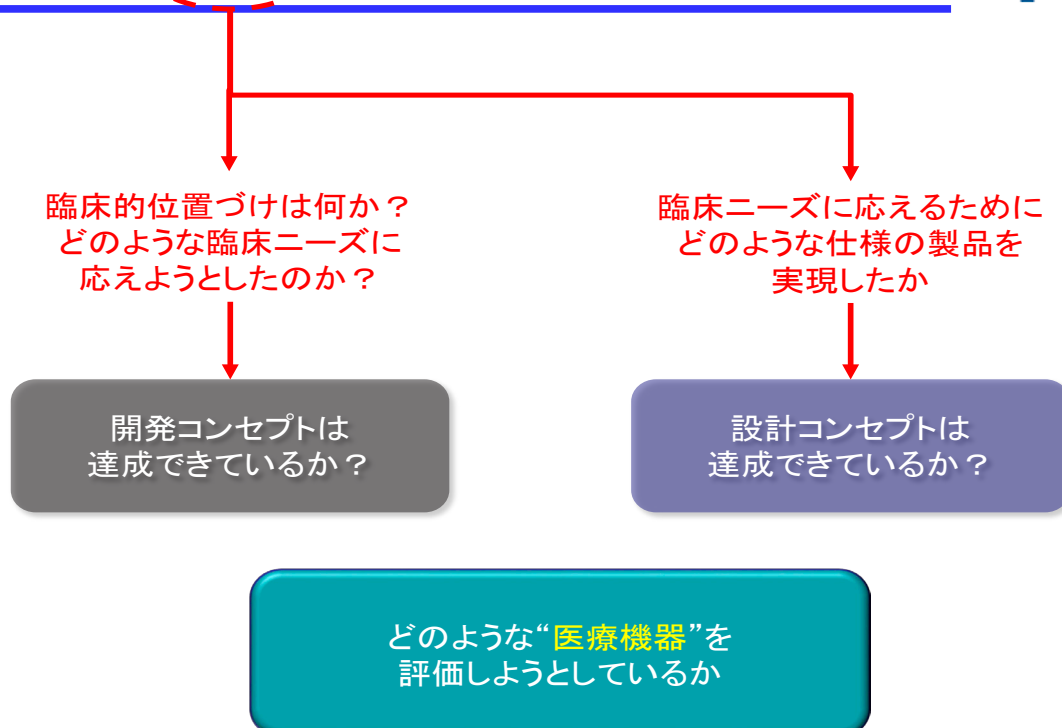 臨床的位置づけは何か？
どのような臨床ニーズに
応えようとしたのか？
臨床ニーズに応えるために
どのような仕様の製品を
実現したか
開発コンセプトは
達成できているか？
設計コンセプトは
達成できているか？
どのような“医療機器”を
評価しようとしているか